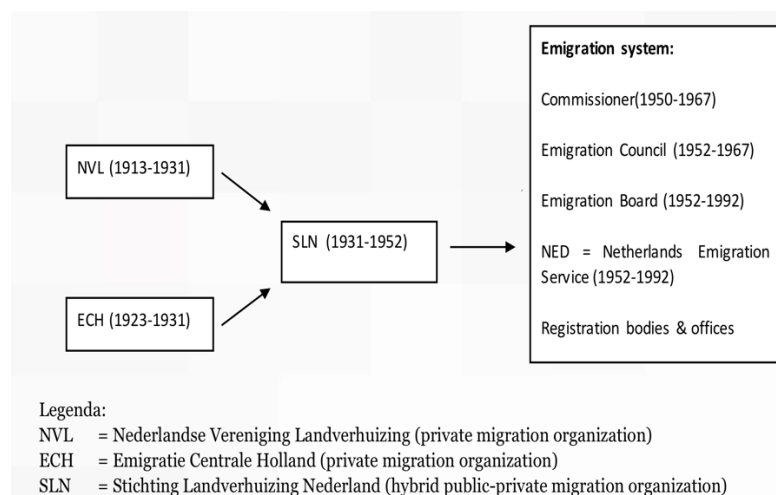 NVL (1913-1931)
ECH (1923-1931)
SLN (1931-1952)
Emigration system:
Commissioner(1950-1967)
Emigration Council (1952-1967)
Emigration Board (1952-1992)
NED = Netherlands Emigration
Service (1952-1992)
Registration bodies & offices
Legenda:
NVL = Nederlandse Vereniging Landverhuizing (private migration organization)
ECH = Emigratie Centrale Holland (private migration organization)
SLN = Stichting Landverhuizing Nederland (hybrid public-private migration organization)